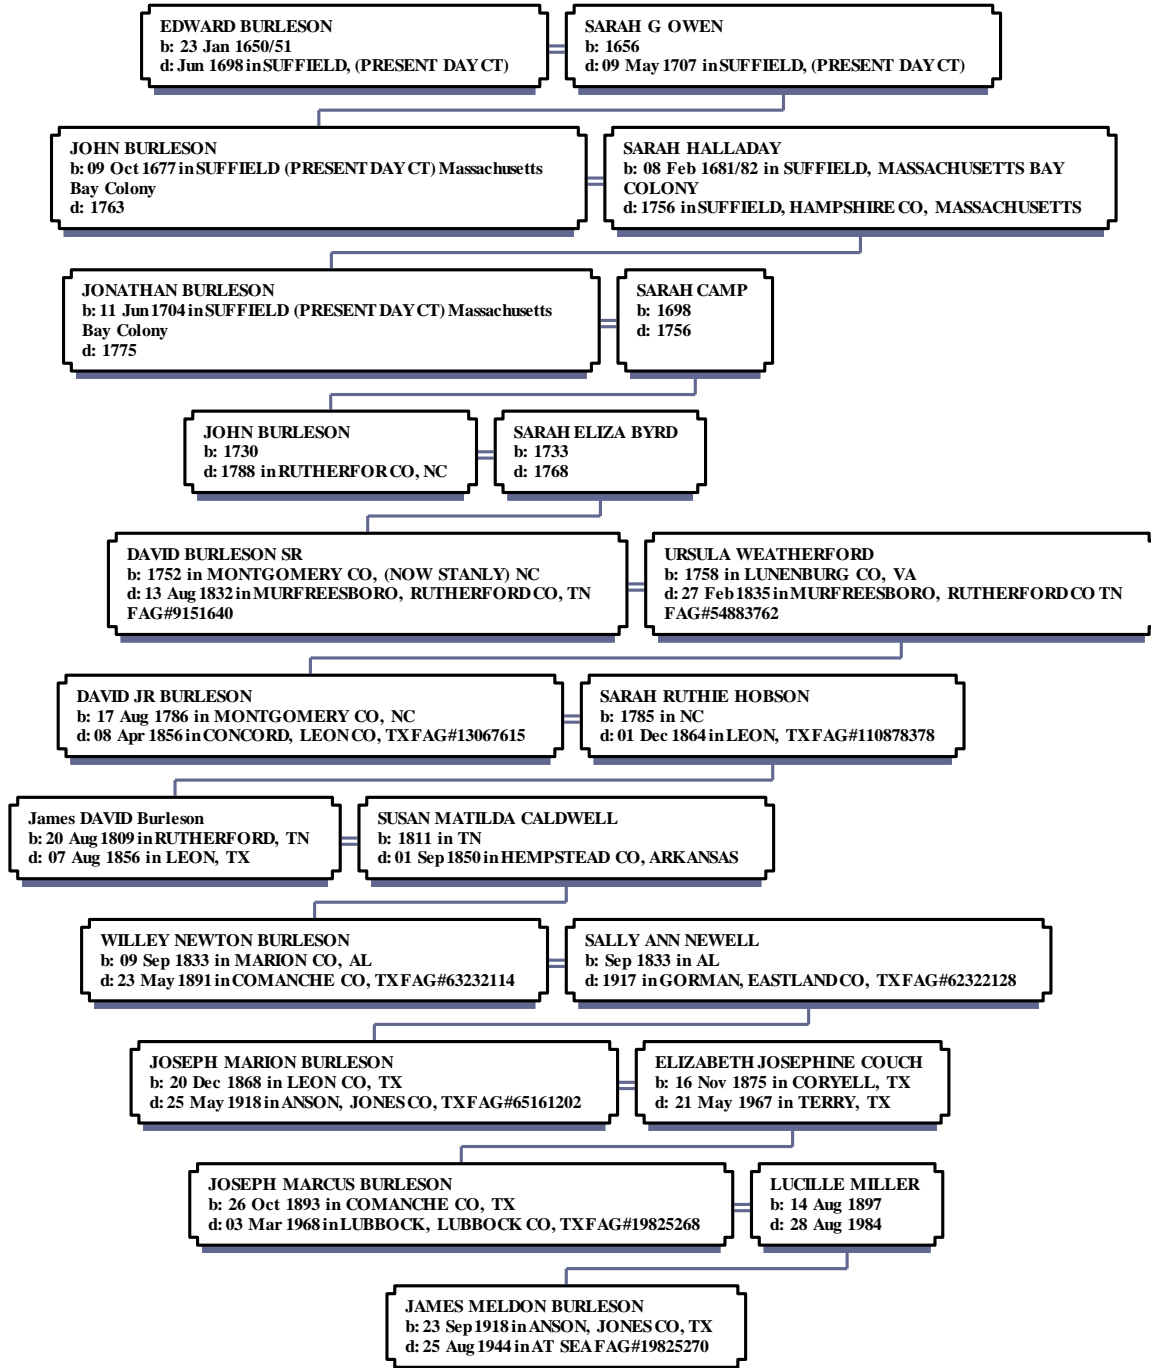 EDWARD BURLESON
b: 23 Jan 1650/51
d: Jun 1698 in SUFFIELD, (PRESENT DAY CT)
SARAH G OWEN
b: 1656
d: 09 May 1707 in SUFFIELD, (PRESENT DAY CT)
JOHN BURLESON
b: 09 Oct 1677 in SUFFIELD (PRESENT DAY CT) Massachusetts
Bay Colony
d: 1763
SARAH HALLADAY
b: 08 Feb 1681/82 in SUFFIELD, MASSACHUSETTS BAY
COLONY
d: 1756 in SUFFIELD, HAMPSHIRE CO, MASSACHUSETTS
JONATHAN BURLESON
b: 11 Jun 1704 in SUFFIELD (PRESENT DAY CT) Massachusetts
Bay Colony
d: 1775
SARAH CAMP
b: 1698
d: 1756
JOHN BURLESON
b: 1730
d: 1788 in RUTHERFOR CO, NC
SARAH ELIZA BYRD
b: 1733
d: 1768
DAVID BURLESON SR
b: 1752 in MONTGOMERY CO, (NOW STANLY) NC
d: 13 Aug 1832 in MURFREESBORO, RUTHERFORD CO, TN
FAG#9151640
URSULA WEATHERFORD
b: 1758 in LUNENBURG CO, VA
d: 27 Feb 1835 in MURFREESBORO, RUTHERFORD CO TN
FAG#54883762
DAVID JR BURLESON
b: 17 Aug 1786 in MONTGOMERY CO, NC
d: 08 Apr 1856 in CONCORD, LEON CO, TX FAG#13067615
SARAH RUTHIE HOBSON
b: 1785 in NC
d: 01 Dec 1864 in LEON, TX FAG#110878378
James DAVID Burleson
b: 20 Aug 1809 in RUTHERFORD, TN
d: 07 Aug 1856 in LEON, TX
SUSAN MATILDA CALDWELL
b: 1811 in TN
d: 01 Sep 1850 in HEMPSTEAD CO, ARKANSAS
WILLEY NEWTON BURLESON
b: 09 Sep 1833 in MARION CO, AL
d: 23 May 1891 in COMANCHE CO, TX FAG#63232114
SALLY ANN NEWELL
b: Sep 1833 in AL
d: 1917 in GORMAN, EASTLAND CO, TX FAG#62322128
JOSEPH MARION BURLESON
b: 20 Dec 1868 in LEON CO, TX
d: 25 May 1918 in ANSON, JONES CO, TX FAG#65161202
ELIZABETH JOSEPHINE COUCH
b: 16 Nov 1875 in CORYELL, TX
d: 21 May 1967 in TERRY, TX
JOSEPH MARCUS BURLESON
b: 26 Oct 1893 in COMANCHE CO, TX
d: 03 Mar 1968 in LUBBOCK, LUBBOCK CO, TX FAG#19825268
LUCILLE MILLER
b: 14 Aug 1897
d: 28 Aug 1984
JAMES MELDON BURLESON
b: 23 Sep 1918 in ANSON, JONES CO, TX
d: 25 Aug 1944 in AT SEA FAG#19825270